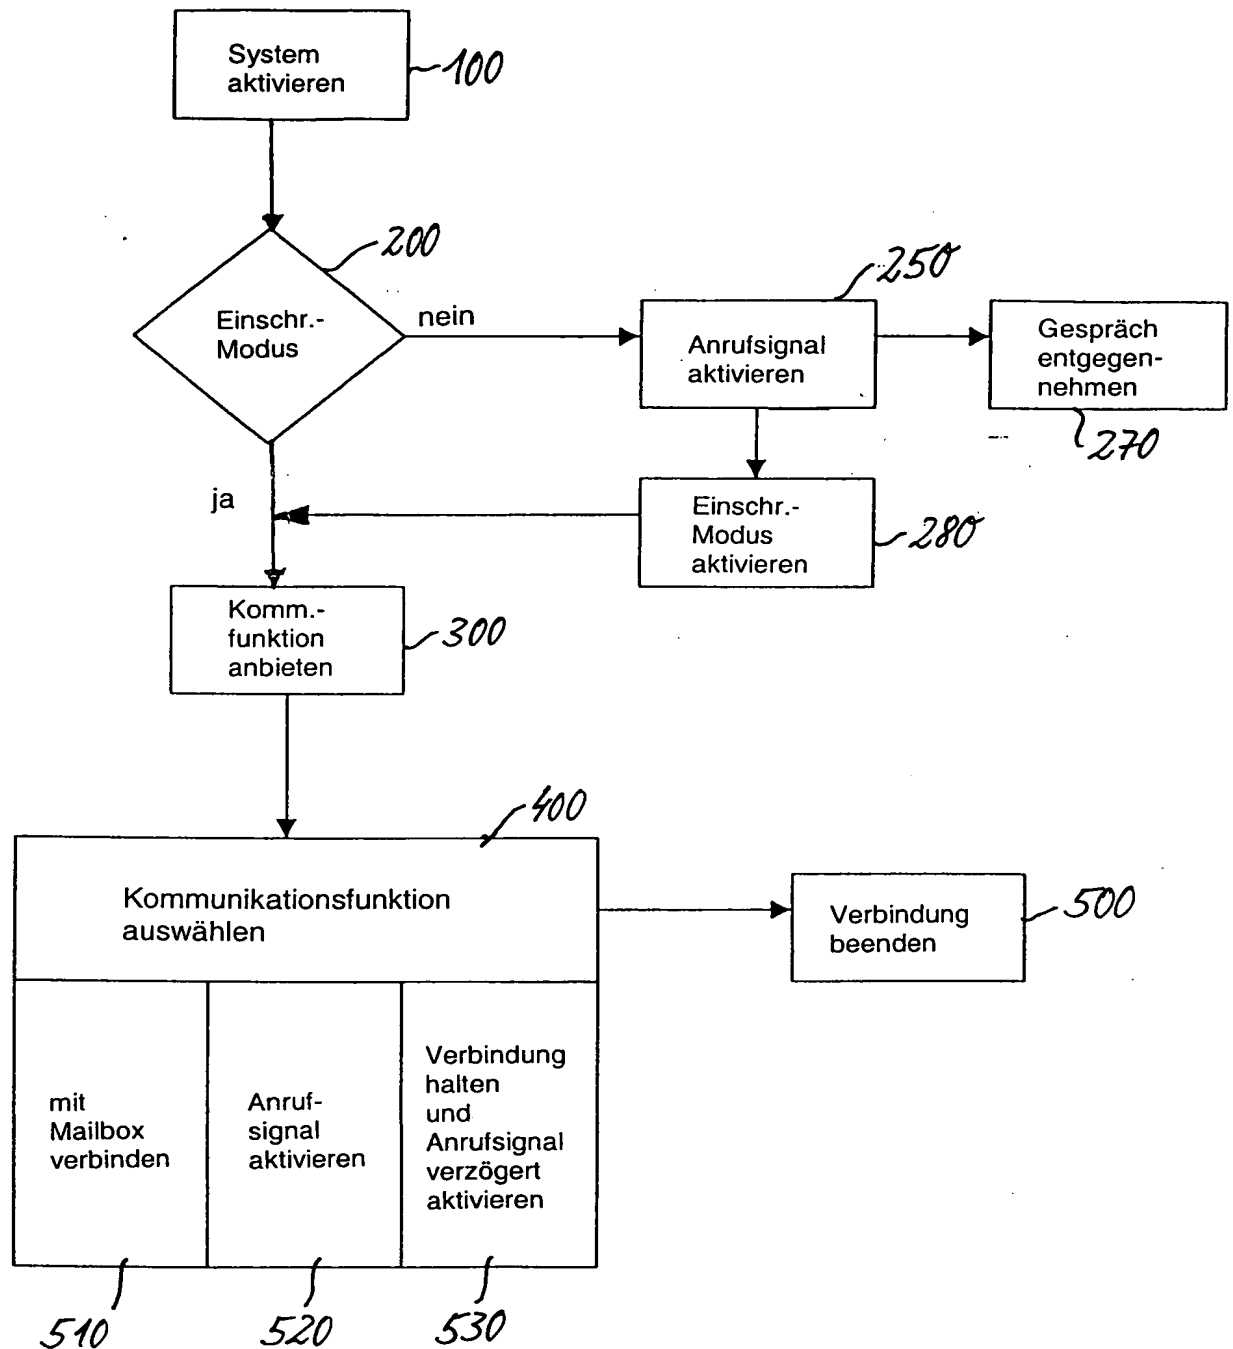 System
aktivieren
100
200
Einschr.-
Modus
nein
250
Anrufsignal
aktivieren
Gespräch
entgegen-
nehmen
270
ja
Einschr.-
Modus
aktivieren
280
Komm.-
funktion
anbieten
300
400
Kommunikationsfunktion
auswählen
Verbindung
beenden
500
mit
Mailbox
verbinden
Anruf-
signal
aktivieren
Verbindung
halten
und
Anrufsignal
verzögert
aktivieren
510
520
530